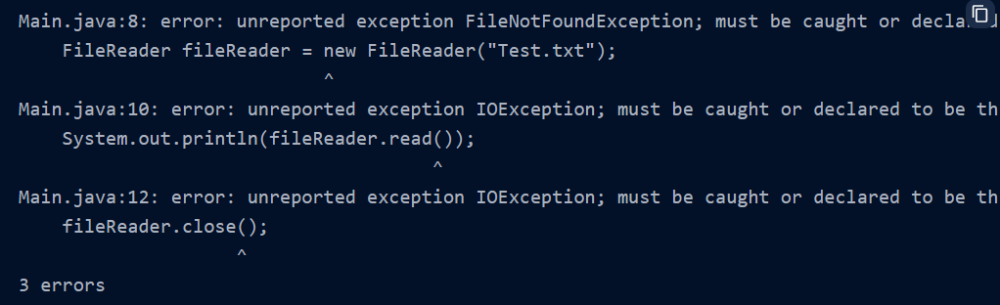 Main.java:8: error: unreported exception FileNotFoundException; must be caught or decla
    FileReader fileReader = new FileReader("Test.txt");
                            ^
Main.java:10: error: unreported exception IOException; must be caught or declared to be th
    System.out.println(fileReader.read());
                                      ^
Main.java:12: error: unreported exception IOException; must be caught or declared to be th
    fileReader.close();
                    ^
3 errors